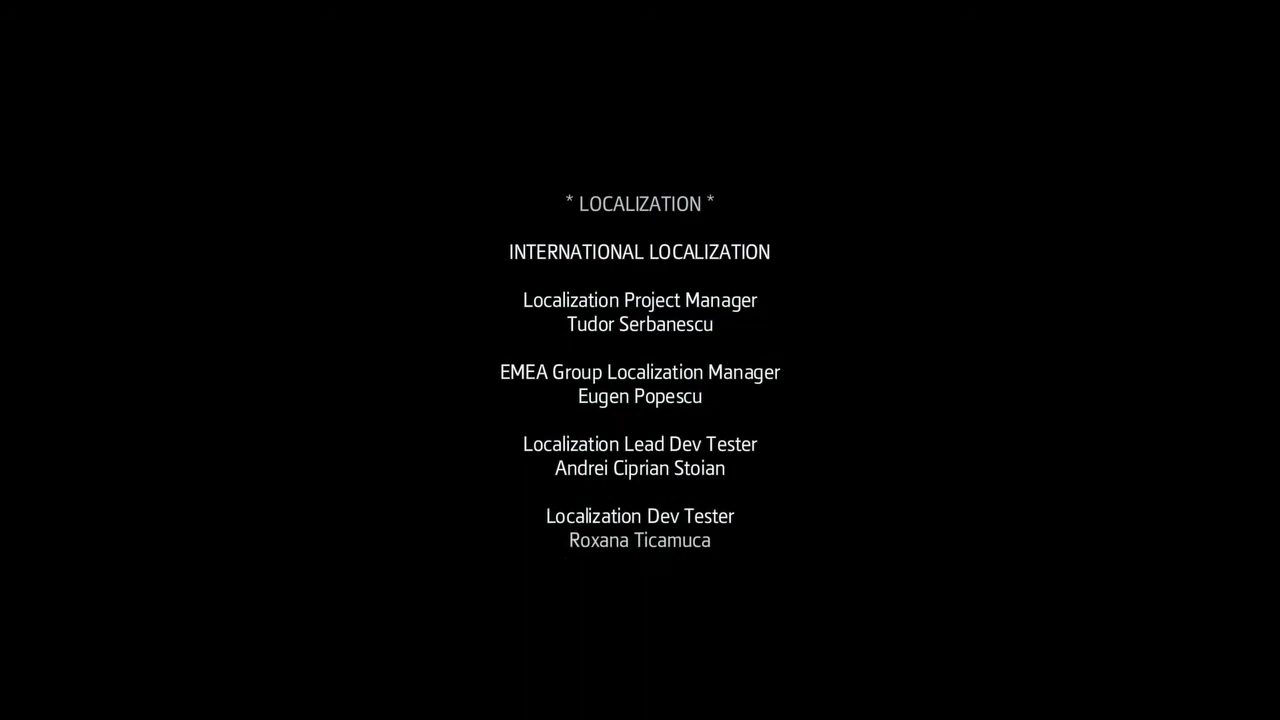 * LOCALIZATION *
INTERNATIONAL LOCALIZATION
Localization Project Manager
Tudor Serbanescu
EMEA Group Localization Manager
Eugen Popescu
Localization Lead Dev Tester
Andrei Ciprian Stoian
Localization Dev Tester
Roxana Ticamuca